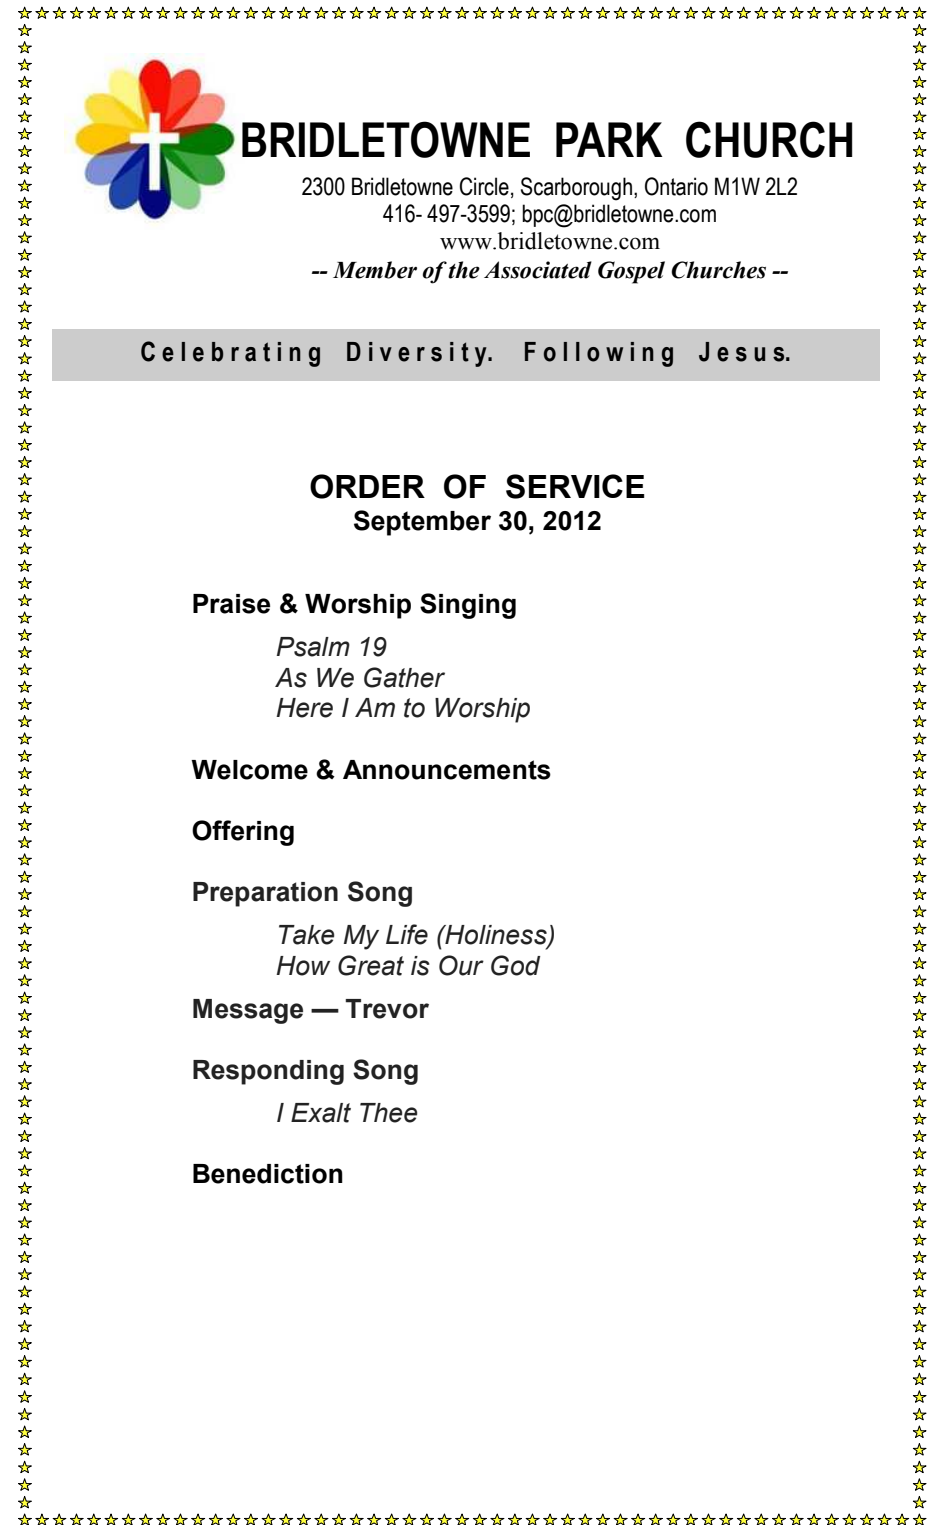 BRIDLETOWNE PARK CHURCH
2300 Bridletowne Circle, Scarborough, Ontario M1W 2L2
416- 497-3599; bpc@bridletowne.com
www.bridletowne.com
-- Member of the Associated Gospel Churches --
Celebrating Diversity. Following Jesus.
ORDER OF SERVICE
September 30, 2012
Praise & Worship Singing
Psalm 19
As We Gather
Here I Am to Worship
Welcome & Announcements
Offering
Preparation Song
Take My Life (Holiness)
How Great is Our God
Message — Trevor
Responding Song
I Exalt Thee
Benediction